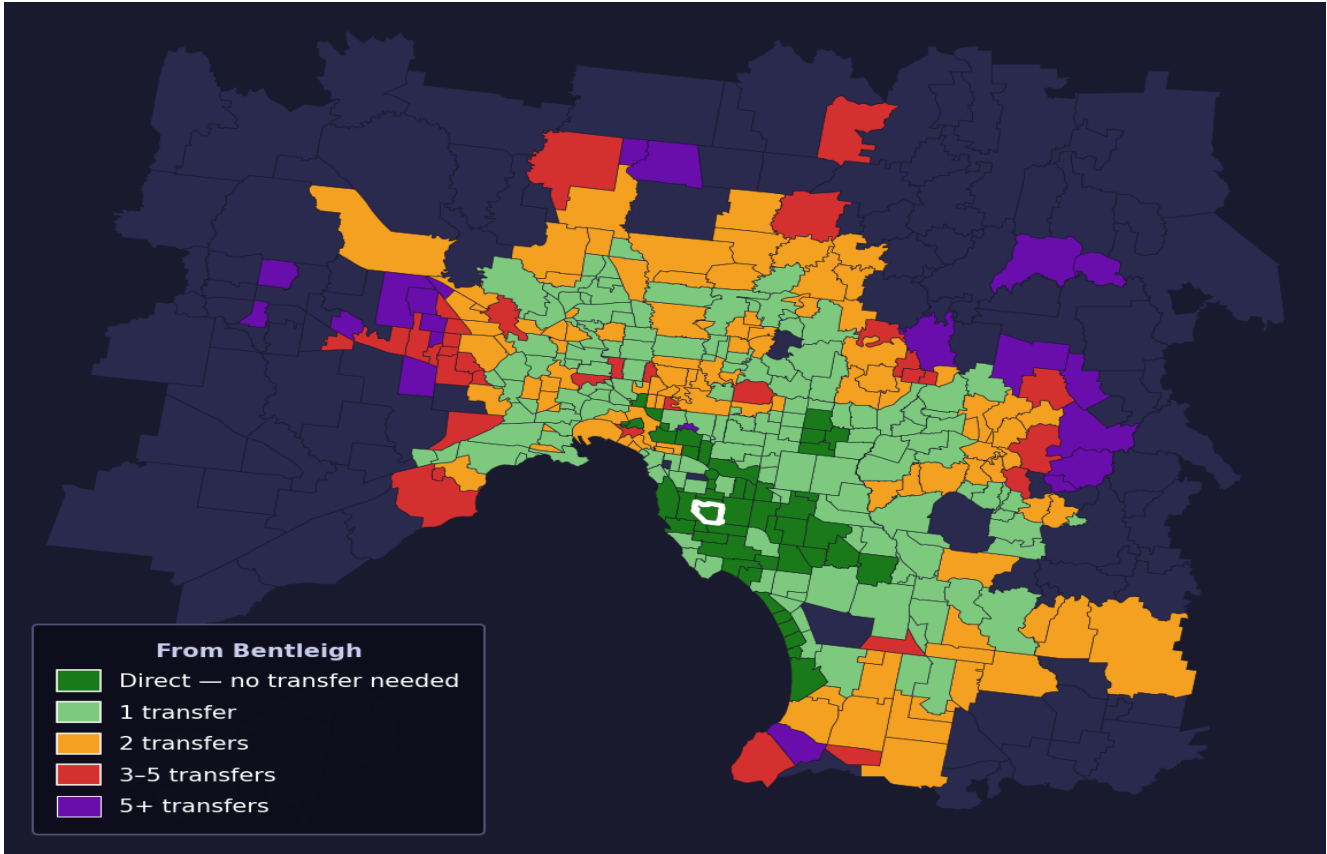 From Bentleigh
Direct — no transfer needed
1 transfer
2 transfers
3–5 transfers
5+ transfers